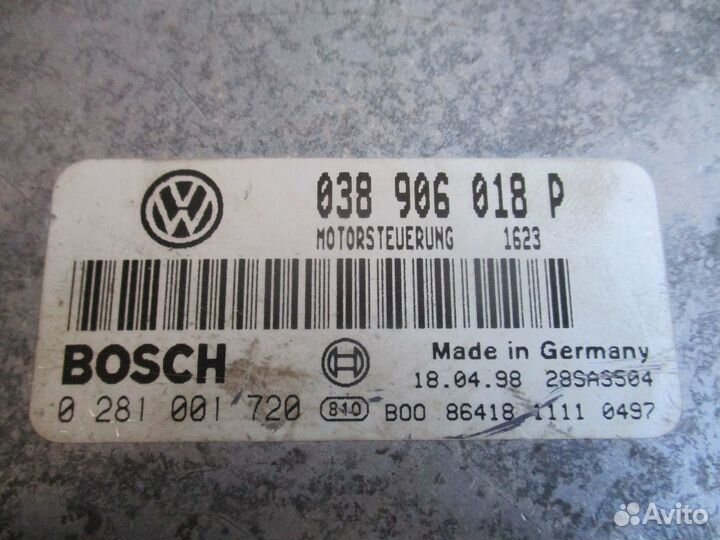 038 906 018 P
MOTORSTEUERUNG 1623
BOSCH
Made in Germany
18.04.98 28SA3504
0 281 001 720 810 B00 86418 1111 0497
Avito